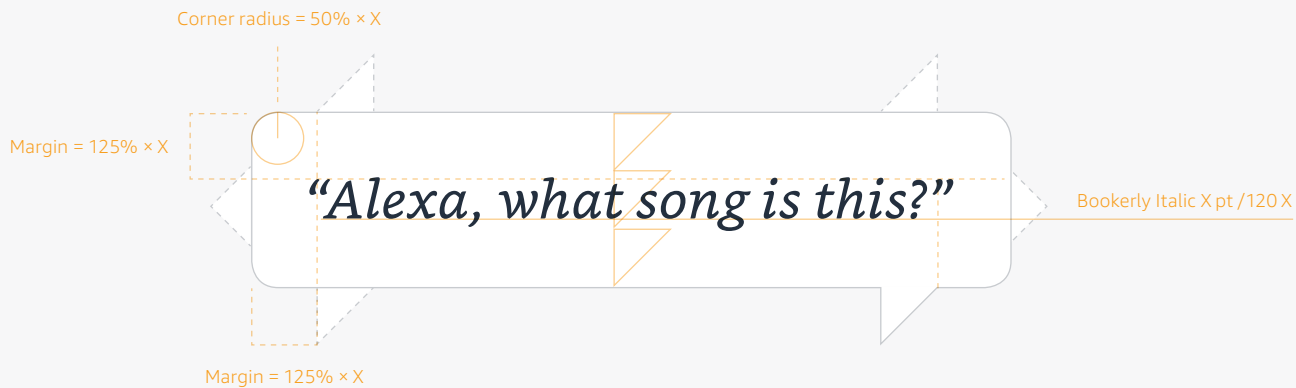 Corner radius = 50% × X
Margin = 125% × X
“Alexa, what song is this?”
Bookerly Italic X pt /120 X
Margin = 125% × X